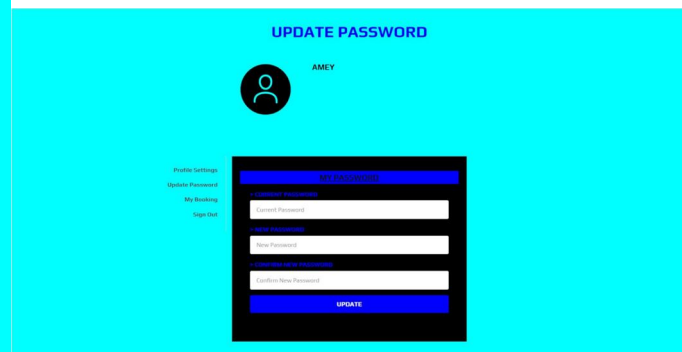 UPDATE PASSWORD
AMEY
Profile Settings
Update Password
My Booking
Sign Out
MY PASSWORD
> CURRENT PASSWORD
Current Password
> NEW PASSWORD
New Password
> CONFIRM NEW PASSWORD
Confirm New Password
UPDATE